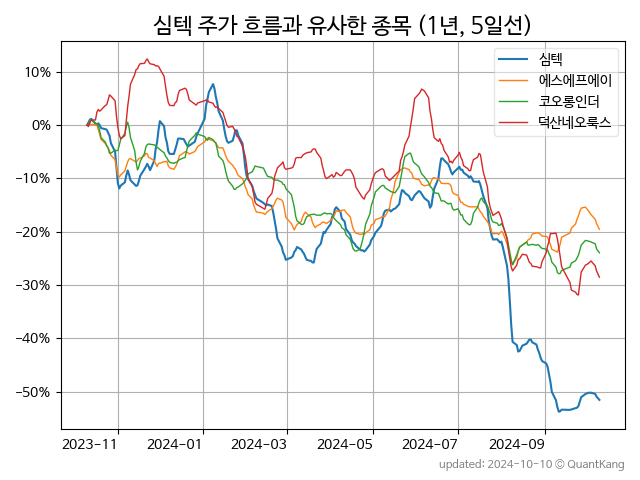 심텍 주가 흐름과 유사한 종목 (1년, 5일선)
심텍
에스에프에이
코오롱인더
덕산네오룩스
10%
0%
−10%
−20%
−30%
−40%
−50%
2023-11 2024-01 2024-03 2024-05 2024-07 2024-09
updated: 2024-10-10 © QuantKang